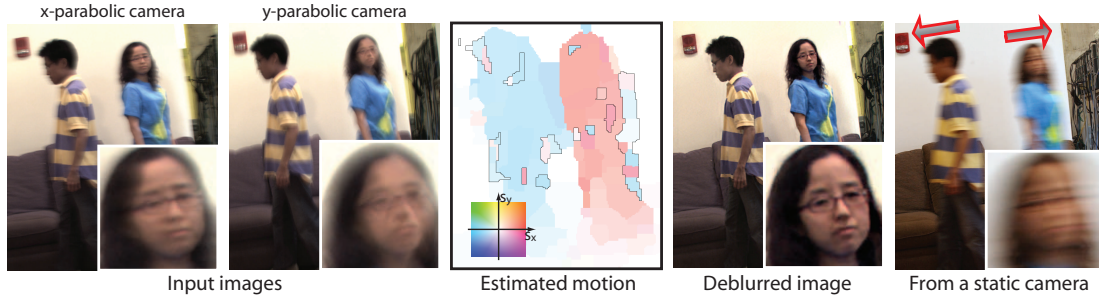 x-parabolic camera
y-parabolic camera
Sy
Sx
Input images
Estimated motion
Deblurred image
From a static camera